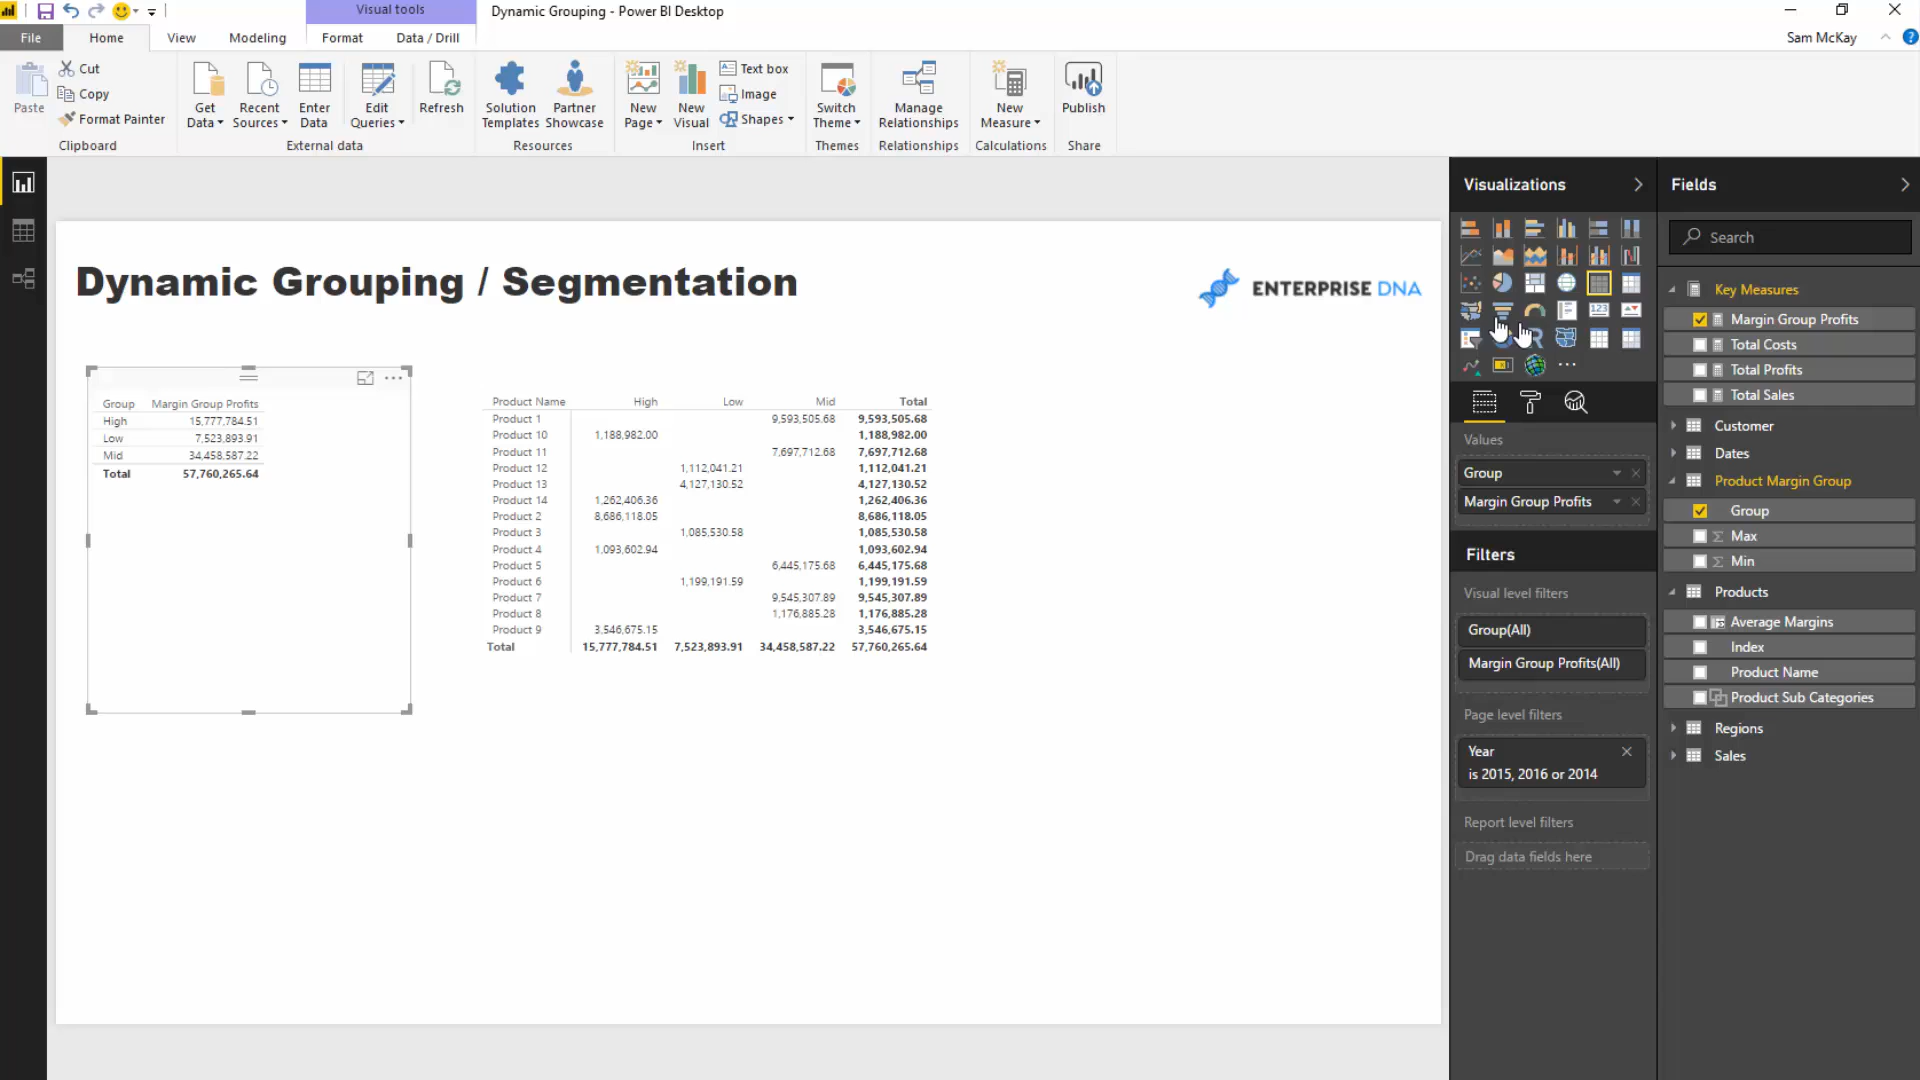 Visual tools
Dynamic Grouping - Power BI Desktop
File
Home
View
Modeling
Format
Data / Drill
Sam McKay
Paste
Cut
Copy
Format Painter
Clipboard
Get Data
Recent Sources
Enter Data
Edit Queries
Refresh
External data
Solution Templates
Partner Showcase
Resources
New Page
New Visual
Text box
Image
Shapes
Insert
Switch Theme
Themes
Manage Relationships
Relationships
New Measure
Calculations
Publish
Share
Dynamic Grouping / Segmentation
ENTERPRISE DNA
Group Margin Group Profits
High 15,777,784.51
Low 7,523,893.91
Mid 34,458,587.22
Total 57,760,265.64
Product Name High Low Mid Total
Product 1 9,593,505.68 9,593,505.68
Product 10 1,188,982.00 1,188,982.00
Product 11 7,697,712.68 7,697,712.68
Product 12 1,112,041.21 1,112,041.21
Product 13 4,127,130.52 4,127,130.52
Product 14 1,262,406.36 1,262,406.36
Product 2 8,686,118.05 8,686,118.05
Product 3 1,085,530.58 1,085,530.58
Product 4 1,093,602.94 1,093,602.94
Product 5 6,445,175.68 6,445,175.68
Product 6 1,199,191.59 1,199,191.59
Product 7 9,545,307.89 9,545,307.89
Product 8 1,176,885.28 1,176,885.28
Product 9 3,546,675.15 3,546,675.15
Total 15,777,784.51 7,523,893.91 34,458,587.22 57,760,265.64
Visualizations
Values
Group
Margin Group Profits
Filters
Visual level filters
Group(All)
Margin Group Profits(All)
Page level filters
Year
is 2015, 2016 or 2014
Report level filters
Drag data fields here
Fields
Search
Key Measures
Margin Group Profits
Total Costs
Total Profits
Total Sales
Customer
Dates
Product Margin Group
Group
Max
Min
Products
Average Margins
Index
Product Name
Product Sub Categories
Regions
Sales